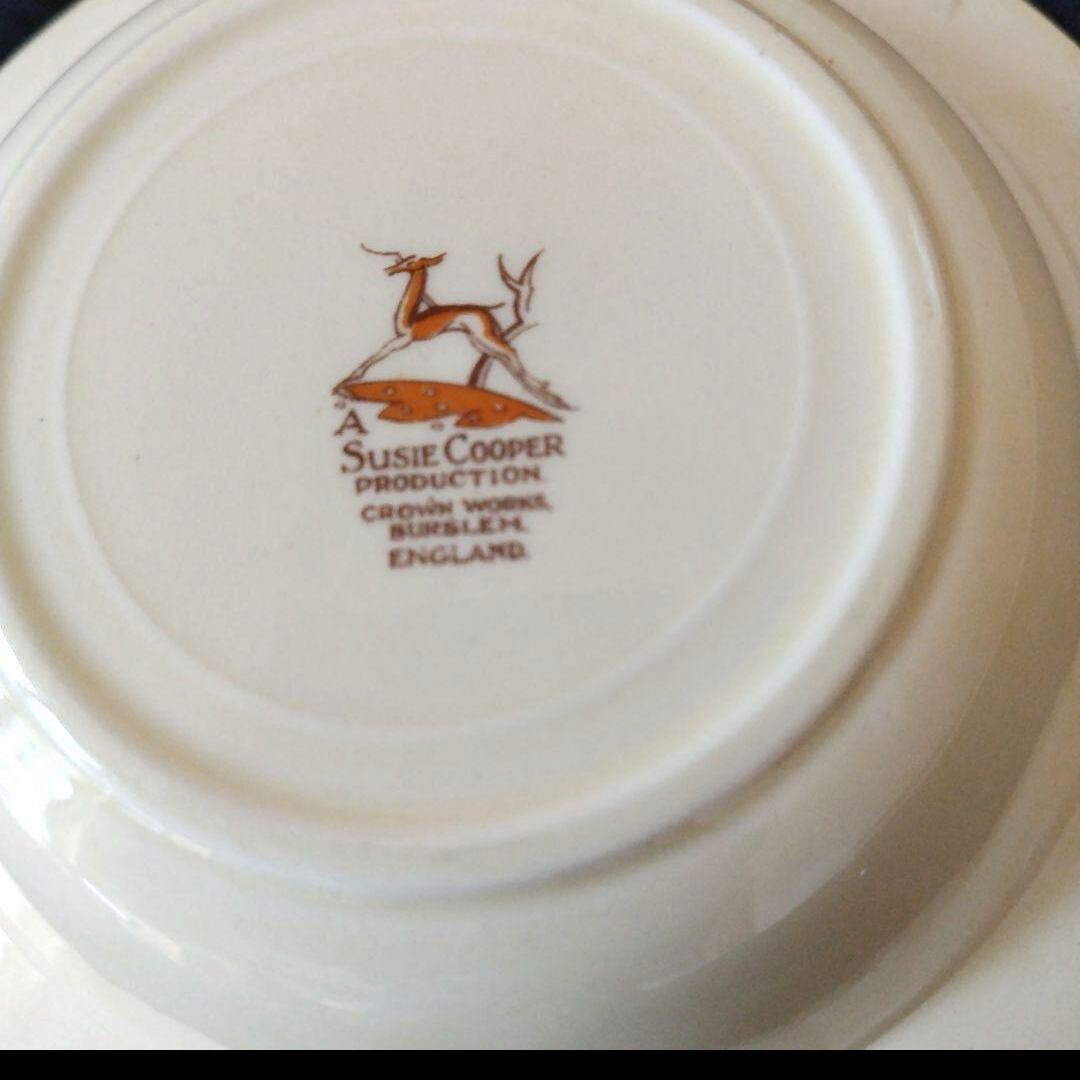 A
SUSIE COOPER
PRODUCTION.
CROWN WORKS,
BURSLEM,
ENGLAND.